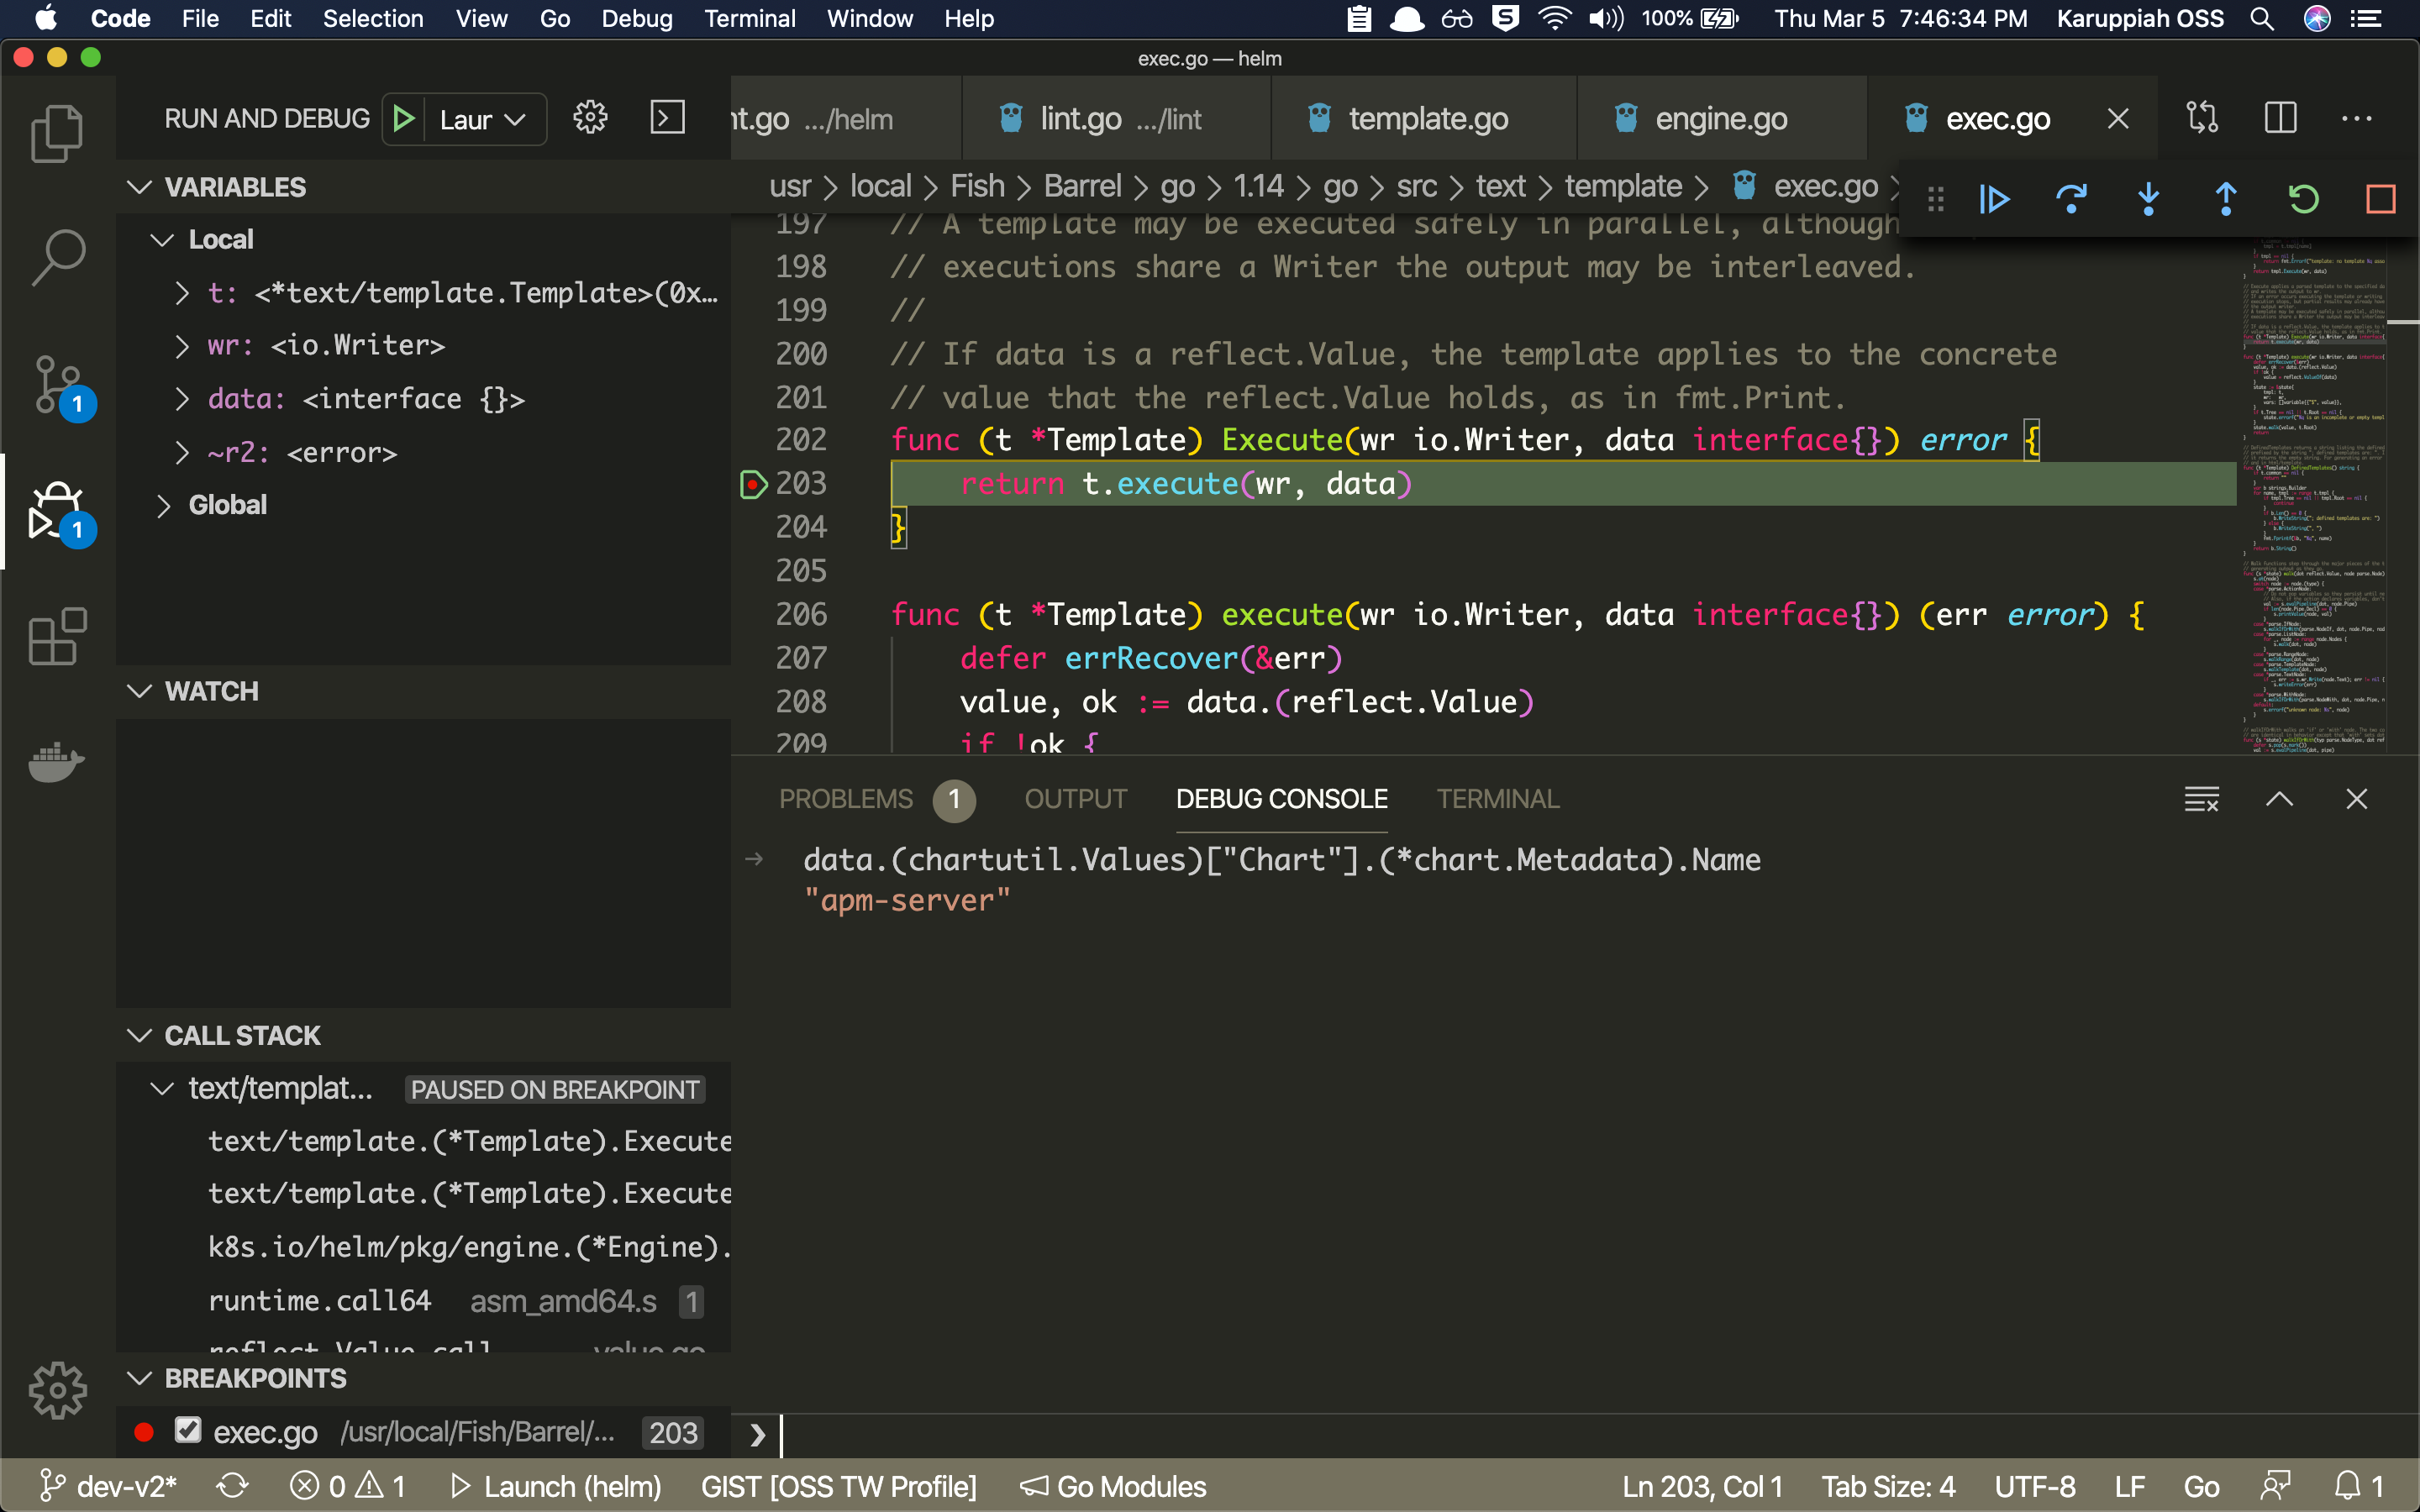 Code File Edit Selection View Go Debug Terminal Window Help 100% Thu Mar 5 7:46:34 PM Karuppiah OSS
exec.go — helm
RUN AND DEBUG Laun
nt.go .../helm lint.go .../lint template.go engine.go exec.go
usr > local > Fish > Barrel > go > 1.14 > go > src > text > template > exec.go >
VARIABLES
Local
t: <*text/template.Template>(0x…
wr: <io.Writer>
data: <interface {}>
~r2: <error>
Global
1
1
WATCH
CALL STACK
text/templat… PAUSED ON BREAKPOINT
text/template.(*Template).Execute
text/template.(*Template).Execute
k8s.io/helm/pkg/engine.(*Engine).
runtime.call64 asm_amd64.s 1
reflect.Value.call value.go
BREAKPOINTS
exec.go /usr/local/Fish/Barrel/... 203
197 // A template may be executed safely in parallel, although
198 // executions share a Writer the output may be interleaved.
199 //
200 // If data is a reflect.Value, the template applies to the concrete
201 // value that the reflect.Value holds, as in fmt.Print.
202 func (t *Template) Execute(wr io.Writer, data interface{}) error {
203 return t.execute(wr, data)
204 }
205
206 func (t *Template) execute(wr io.Writer, data interface{}) (err error) {
207 defer errRecover(&err)
208 value, ok := data.(reflect.Value)
209 if !ok {
PROBLEMS 1 OUTPUT DEBUG CONSOLE TERMINAL
→ data.(chartutil.Values)["Chart"].(*chart.Metadata).Name
"apm-server"
❯
dev-v2* 0 1 Launch (helm) GIST [OSS TW Profile] Go Modules Ln 203, Col 1 Tab Size: 4 UTF-8 LF Go 1